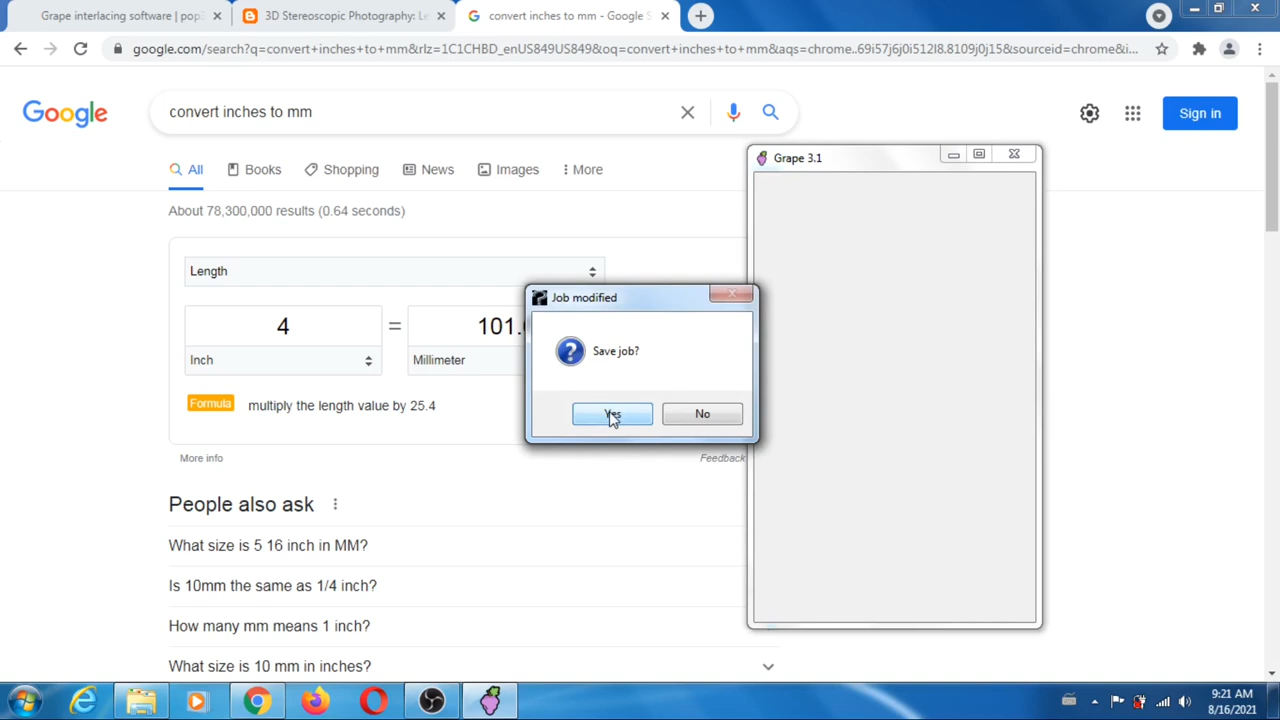 Grape interlacing software | pop3
3D Stereoscopic Photography: Le
convert inches to mm - Google S
google.com/search?q=convert+inches+to+mm&rlz=1C1CHBD_enUS849US849&oq=convert+inches+to+mm&aqs=chrome..69i57j6j0i512l8.8109j0j15&sourceid=chrome&i...
Google
convert inches to mm
Sign in
All
Books
Shopping
News
Images
More
Grape 3.1
About 78,300,000 results (0.64 seconds)
Length
4
=
101.
Inch
Millimeter
Formula
multiply the length value by 25.4
Job modified
Save job?
Yes
No
More info
Feedback
People also ask
What size is 5 16 inch in MM?
Is 10mm the same as 1/4 inch?
How many mm means 1 inch?
What size is 10 mm in inches?
9:21 AM
8/16/2021